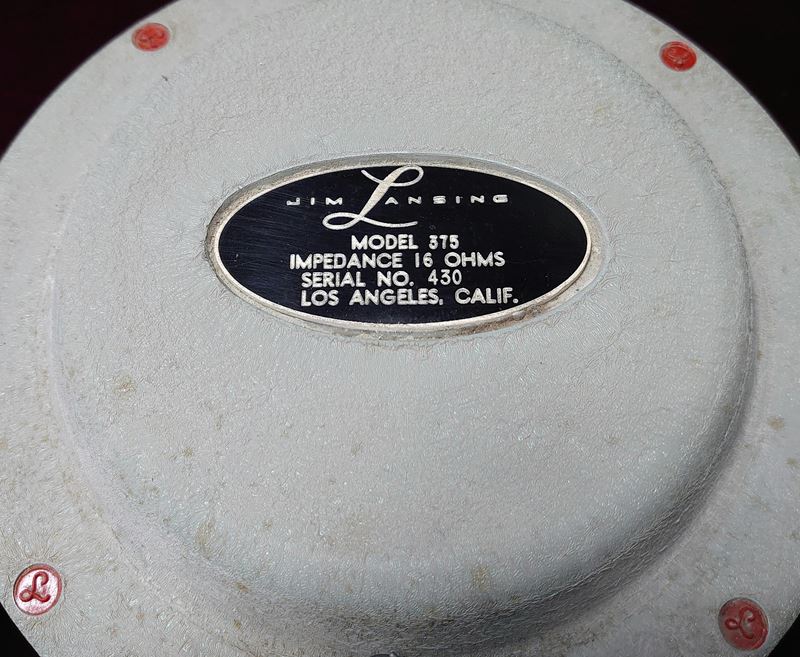 JIM LANSING
MODEL 375
IMPEDANCE 16 OHMS
SERIAL NO. 430
LOS ANGELES, CALIF.
L
L